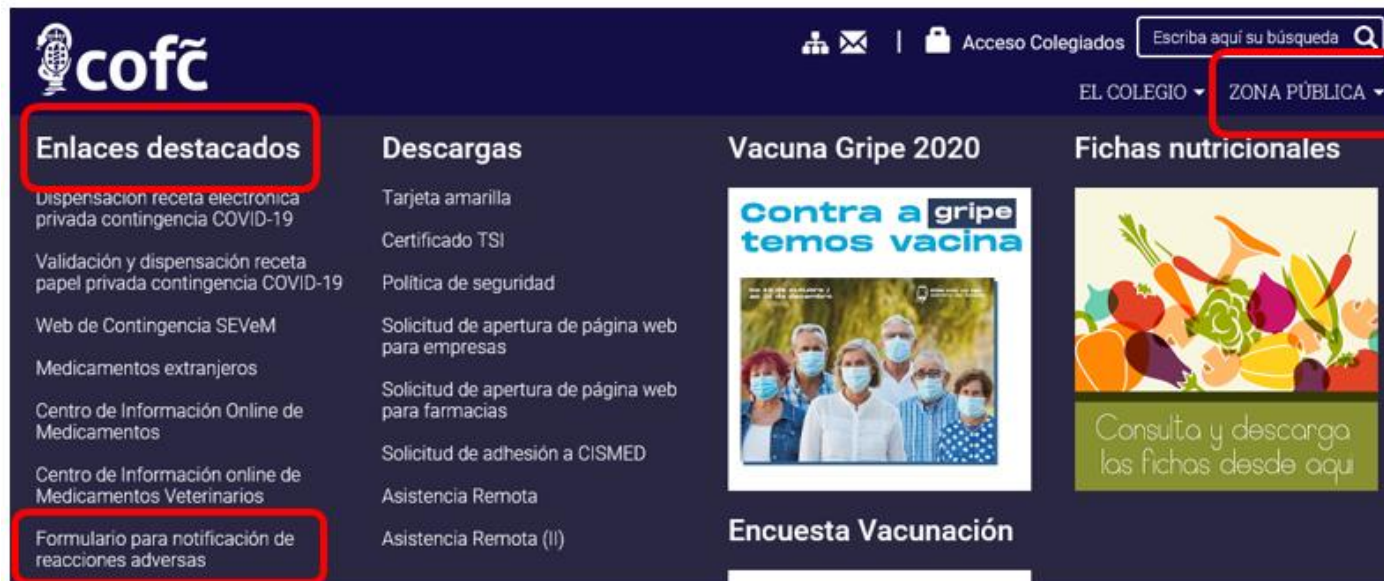 cofc̃
Acceso Colegiados
Escriba aquí su búsqueda
EL COLEGIO
ZONA PÚBLICA
Enlaces destacados
Dispensación receta electrónica
privada contingencia COVID-19
Validación y dispensación receta
papel privada contingencia COVID-19
Web de Contingencia SEVeM
Medicamentos extranjeros
Centro de Información Online de
Medicamentos
Centro de Información online de
Medicamentos Veterinarios
Formulario para notificación de
reacciones adversas
Descargas
Tarjeta amarilla
Certificado TSI
Política de seguridad
Solicitud de apertura de página web
para empresas
Solicitud de apertura de página web
para farmacias
Solicitud de adhesión a CISMED
Asistencia Remota
Asistencia Remota (II)
Vacuna Gripe 2020
Contra a gripe
temos vacina
Encuesta Vacunación
Fichas nutricionales
Consulta y descarga
las fichas desde aqui